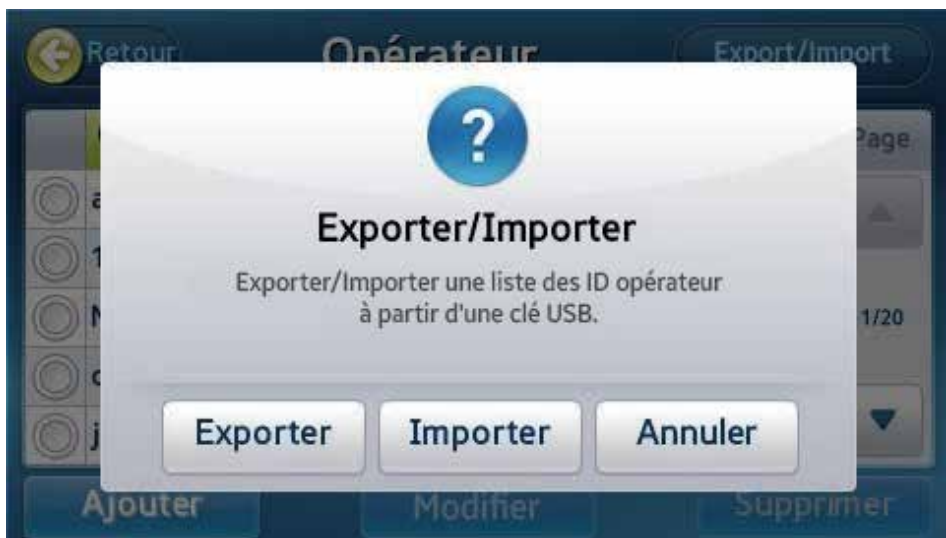 Retour
Opérateur
Export/Import
Page
?
Exporter/Importer
Exporter/Importer une liste des ID opérateur
à partir d'une clé USB.
1/20
Exporter
Importer
Annuler
Ajouter
Modifier
Supprimer